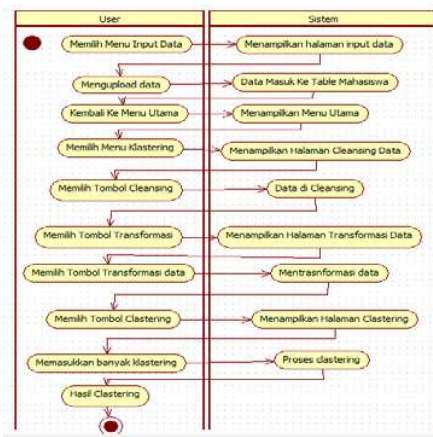 User
Sistem
Memilih Menu Input Data
Menampilkan halaman input data
Mengupload data
Data Masuk Ke Table Mahasiswa
Kembali Ke Menu Utama
Menampilkan Menu Utama
Memilih Menu Klastering
Menampilkan Halaman Cleansing Data
Memilih Tombol Cleansing
Data di Cleansing
Memilih Tombol Transformasi
Menampilkan Halaman Transformasi Data
Memilih Tombol Transformasi data
Mentrasnformasi data
Memilih Tombol Clastering
Menampilkan Halaman Clastering
Memasukkan banyak klastering
Proses clastering
Hasil Clastering